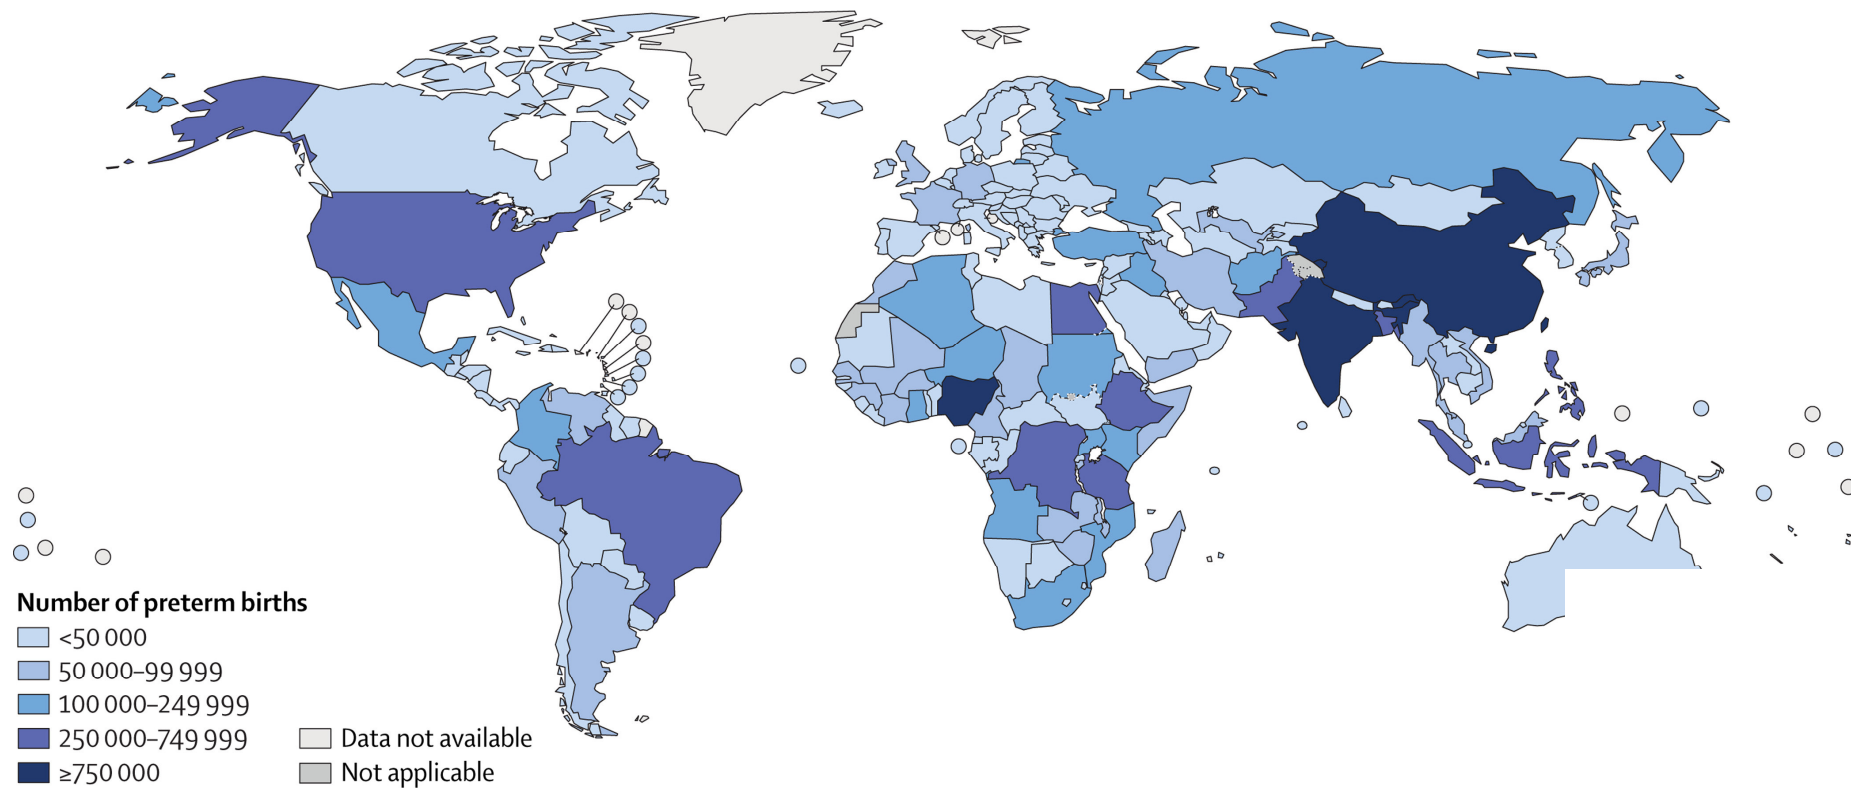 Number of preterm births
<50 000
50 000–99 999
100 000–249 999
250 000–749 999
≥750 000
Data not available
Not applicable